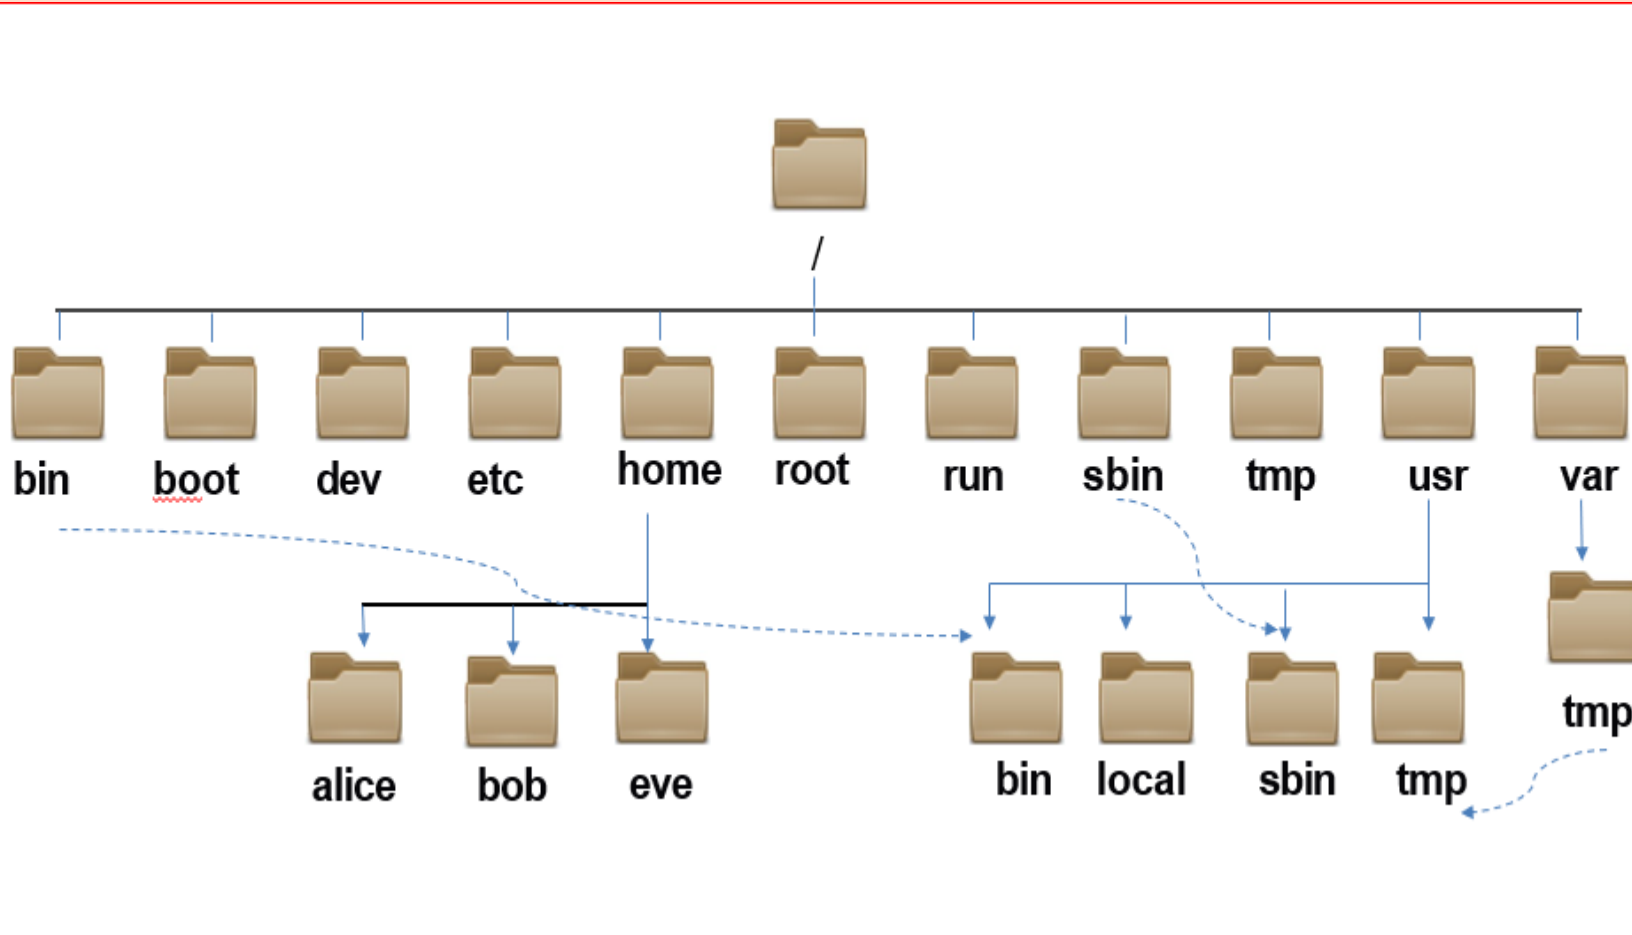 /
bin boot dev etc home root run sbin tmp usr var
tmp
alice bob eve bin local sbin tmp